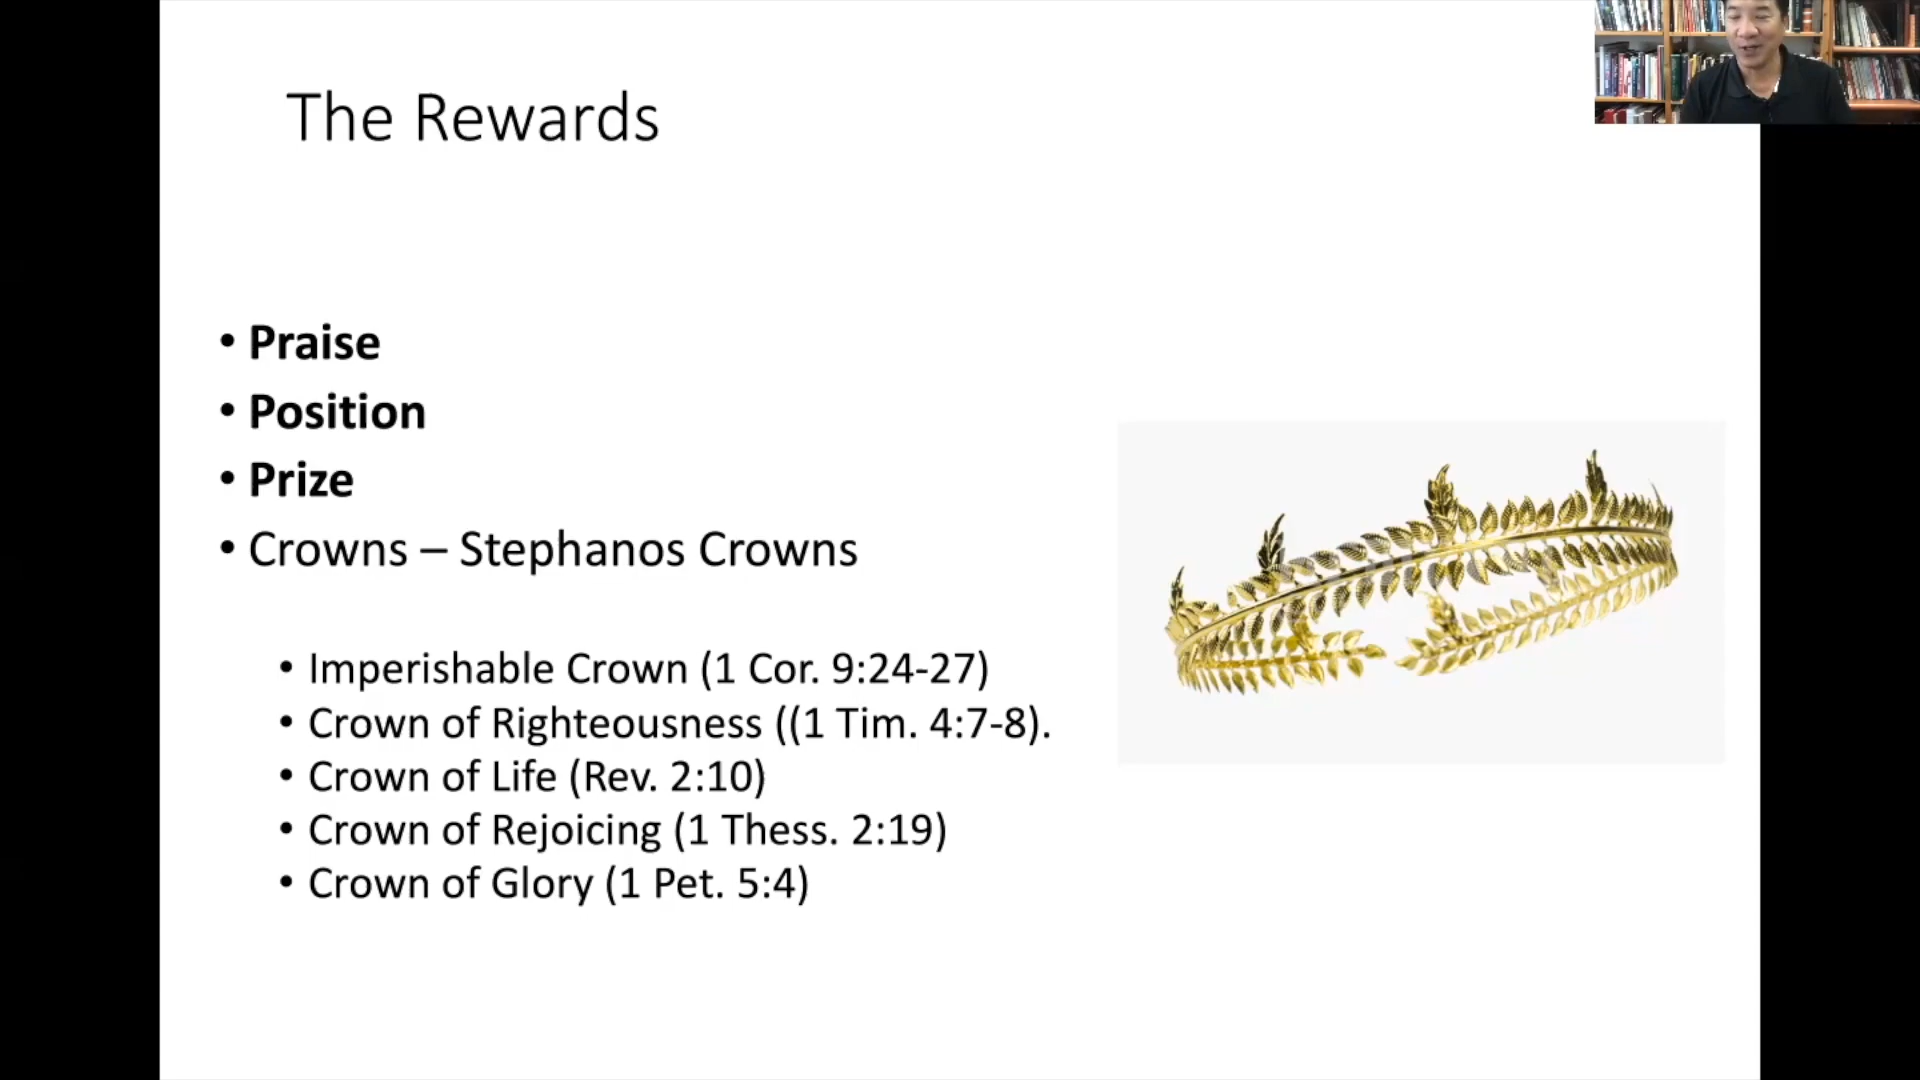 The Rewards
• Praise
• Position
• Prize
• Crowns – Stephanos Crowns
• Imperishable Crown (1 Cor. 9:24-27)
• Crown of Righteousness ((1 Tim. 4:7-8).
• Crown of Life (Rev. 2:10)
• Crown of Rejoicing (1 Thess. 2:19)
• Crown of Glory (1 Pet. 5:4)